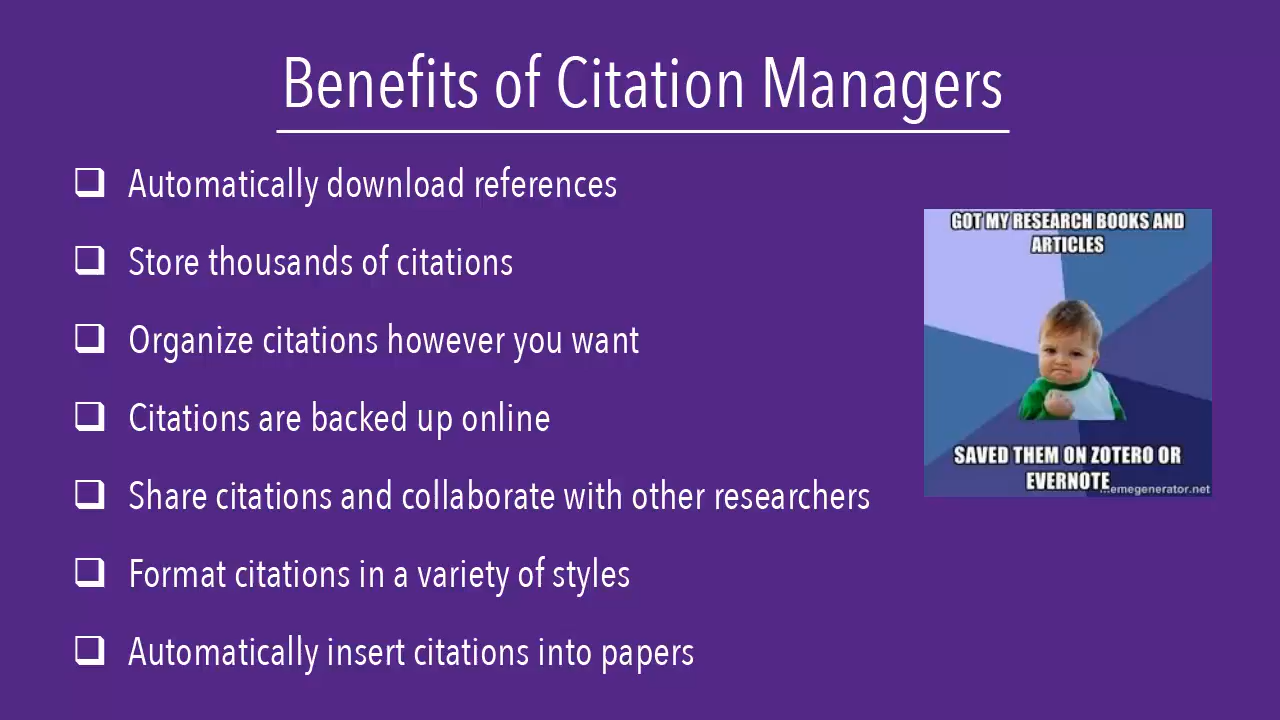 Benefits of Citation Managers
Automatically download references
Store thousands of citations
Organize citations however you want
Citations are backed up online
Share citations and collaborate with other researchers
Format citations in a variety of styles
Automatically insert citations into papers
GOT MY RESEARCH BOOKS AND
ARTICLES
SAVED THEM ON ZOTERO OR
EVERNOTE
emegenerator.net